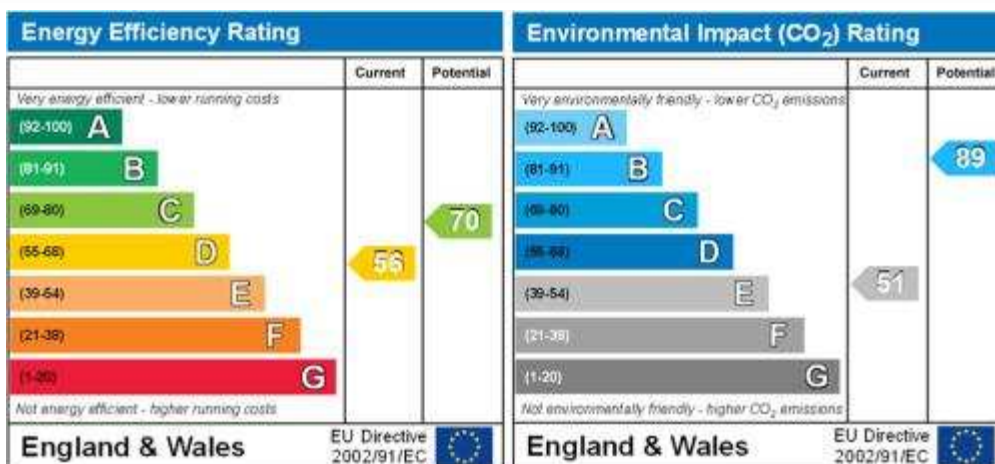 Energy Efficiency Rating
Current Potential
Very energy efficient - lower running costs
(92-100) A
(81-91) B
(69-80) C
70
(55-68) D
56
(39-54) E
(21-38) F
(1-20) G
Not energy efficient - higher running costs
England & Wales
EU Directive
2002/91/EC
Environmental Impact (CO₂) Rating
Current Potential
Very environmentally friendly - lower CO₂ emissions
(92-100) A
(81-91) B
89
(69-80) C
(55-68) D
(39-54) E
51
(21-38) F
(1-20) G
Not environmentally friendly - higher CO₂ emissions
England & Wales
EU Directive
2002/91/EC